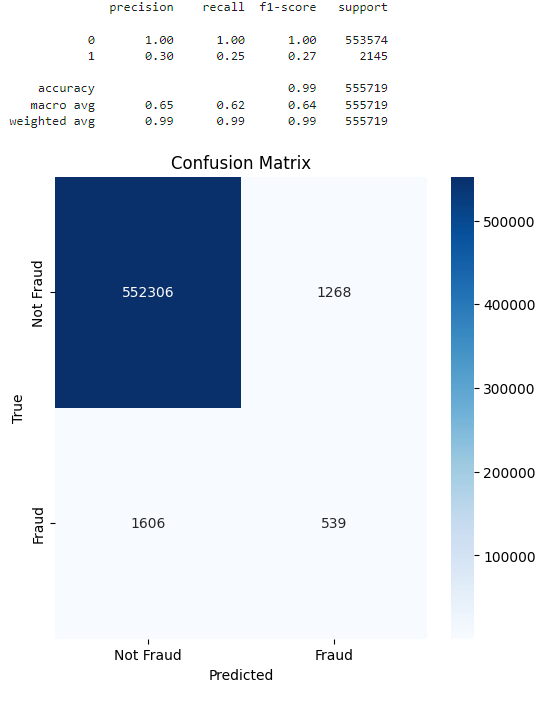 precision recall f1-score support
0 1.00 1.00 1.00 553574
1 0.30 0.25 0.27 2145
accuracy 0.99 555719
macro avg 0.65 0.62 0.64 555719
weighted avg 0.99 0.99 0.99 555719
Confusion Matrix
Not Fraud 552306 1268
Fraud 1606 539
True
Not Fraud Fraud
Predicted
500000
400000
300000
200000
100000